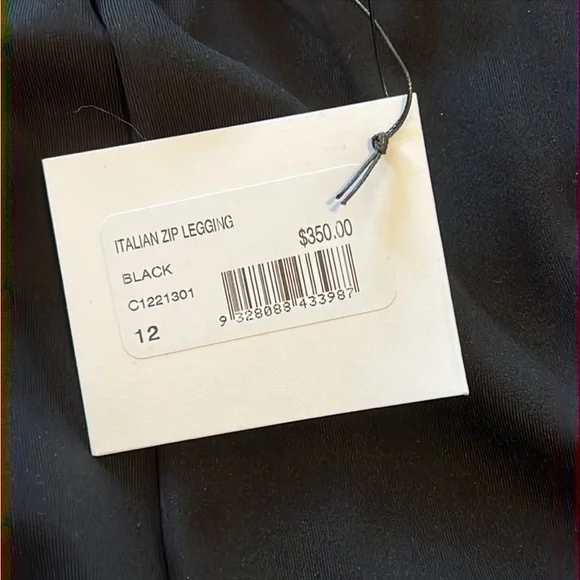 ITALIAN ZIP LEGGING
$350.00
BLACK
C1221301
12
9 328088 433987